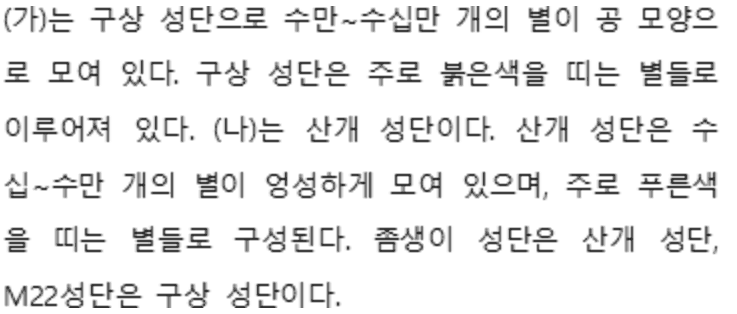 (가)는 구상 성단으로 수만~수십만 개의 별이 공 모양으
로 모여 있다. 구상 성단은 주로 붉은색을 띠는 별들로
이루어져 있다. (나)는 산개 성단이다. 산개 성단은 수
십~수만 개의 별이 엉성하게 모여 있으며, 주로 푸른색
을 띠는 별들로 구성된다. 좀생이 성단은 산개 성단,
M22성단은 구상 성단이다.